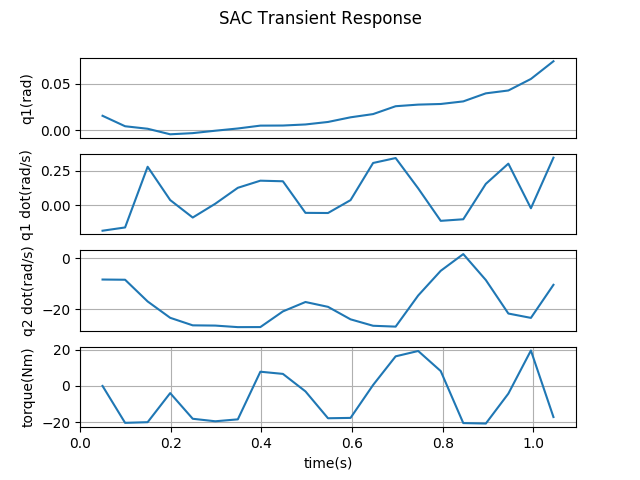 SAC Transient Response
q1(rad)
0.05
0.00
q1 dot(rad/s)
0.25
0.00
q2 dot(rad/s)
0
−20
torque(Nm)
20
0
−20
0.0 0.2 0.4 0.6 0.8 1.0
time(s)